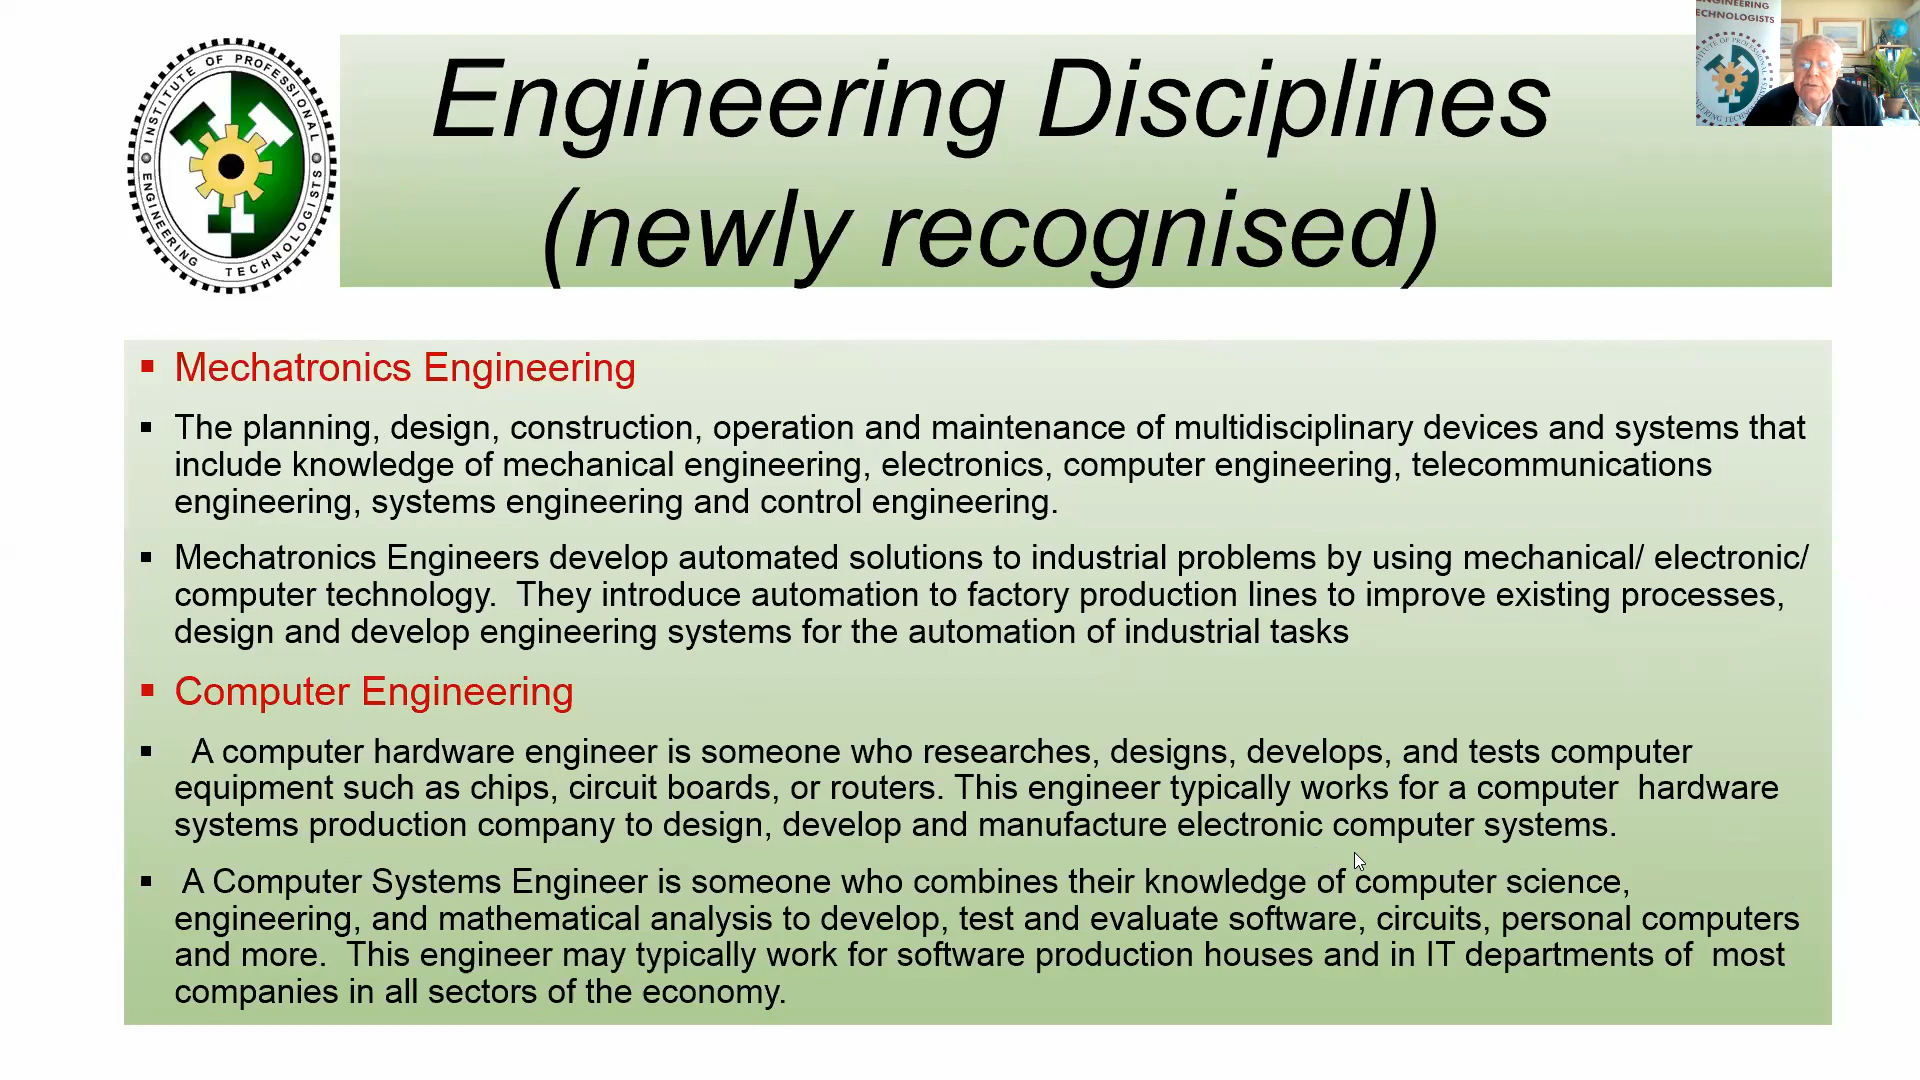 INSTITUTE OF PROFESSIONAL
ENGINEERING TECHNOLOGISTS
Engineering Disciplines
(newly recognised)
ENGINEERING
ECHNOLOGISTS
▪ Mechatronics Engineering
▪ The planning, design, construction, operation and maintenance of multidisciplinary devices and systems that
include knowledge of mechanical engineering, electronics, computer engineering, telecommunications
engineering, systems engineering and control engineering.
▪ Mechatronics Engineers develop automated solutions to industrial problems by using mechanical/ electronic/
computer technology.  They introduce automation to factory production lines to improve existing processes,
design and develop engineering systems for the automation of industrial tasks
▪ Computer Engineering
▪ A computer hardware engineer is someone who researches, designs, develops, and tests computer
equipment such as chips, circuit boards, or routers. This engineer typically works for a computer  hardware
systems production company to design, develop and manufacture electronic computer systems.
▪ A Computer Systems Engineer is someone who combines their knowledge of computer science,
engineering, and mathematical analysis to develop, test and evaluate software, circuits, personal computers
and more.  This engineer may typically work for software production houses and in IT departments of  most
companies in all sectors of the economy.